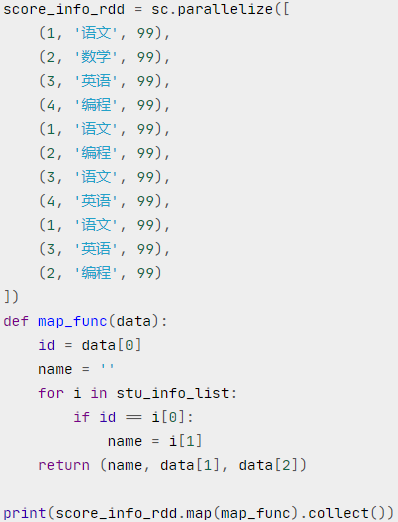 score_info_rdd = sc.parallelize([
    (1, '语文', 99),
    (2, '数学', 99),
    (3, '英语', 99),
    (4, '编程', 99),
    (1, '语文', 99),
    (2, '编程', 99),
    (3, '语文', 99),
    (4, '英语', 99),
    (1, '语文', 99),
    (3, '英语', 99),
    (2, '编程', 99)
])
def map_func(data):
    id = data[0]
    name = ''
    for i in stu_info_list:
        if id == i[0]:
            name = i[1]
    return (name, data[1], data[2])

print(score_info_rdd.map(map_func).collect())